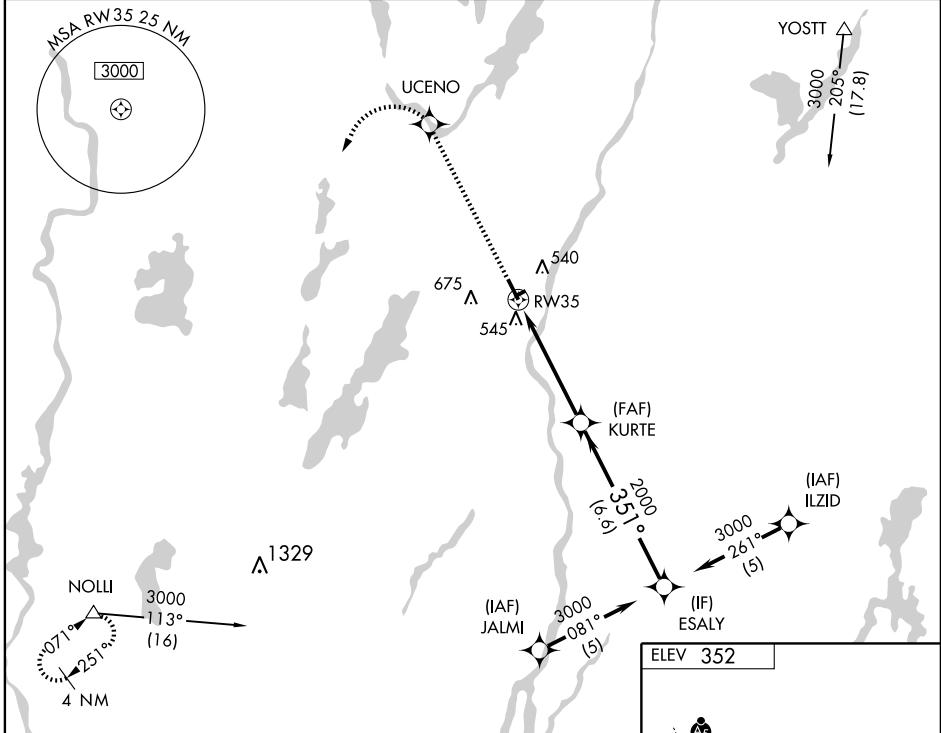 MSA RW35 25 NM
3000
UCENO
YOSTT
3000
205°
(17.8)
540
675
RW35
545
(FAF)
KURTE
2000
351°
(6.6)
(IAF)
ILZID
3000
261°
(5)
1329
NOLLI
3000
113°
(16)
071°
251°
4 NM
(IAF)
JALMI
3000
081°
(5)
(IF)
ESALY
ELEV 352